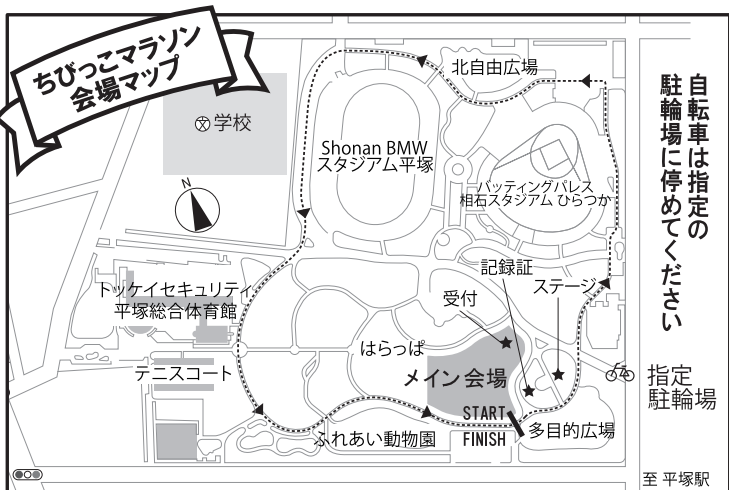 ちびっこマラソン
会場マップ
自転車は指定の
駐輪場に停めてください
北自由広場
学校
Shonan BMW
スタジアム平塚
バッティングパレス
相石スタジアム ひらつか
N
記録証
ステージ
受付
トッケイセキュリティ
平塚総合体育館
はらっぱ
メイン会場
テニスコート
指定
駐輪場
START
FINISH
多目的広場
ふれあい動物園
至 平塚駅